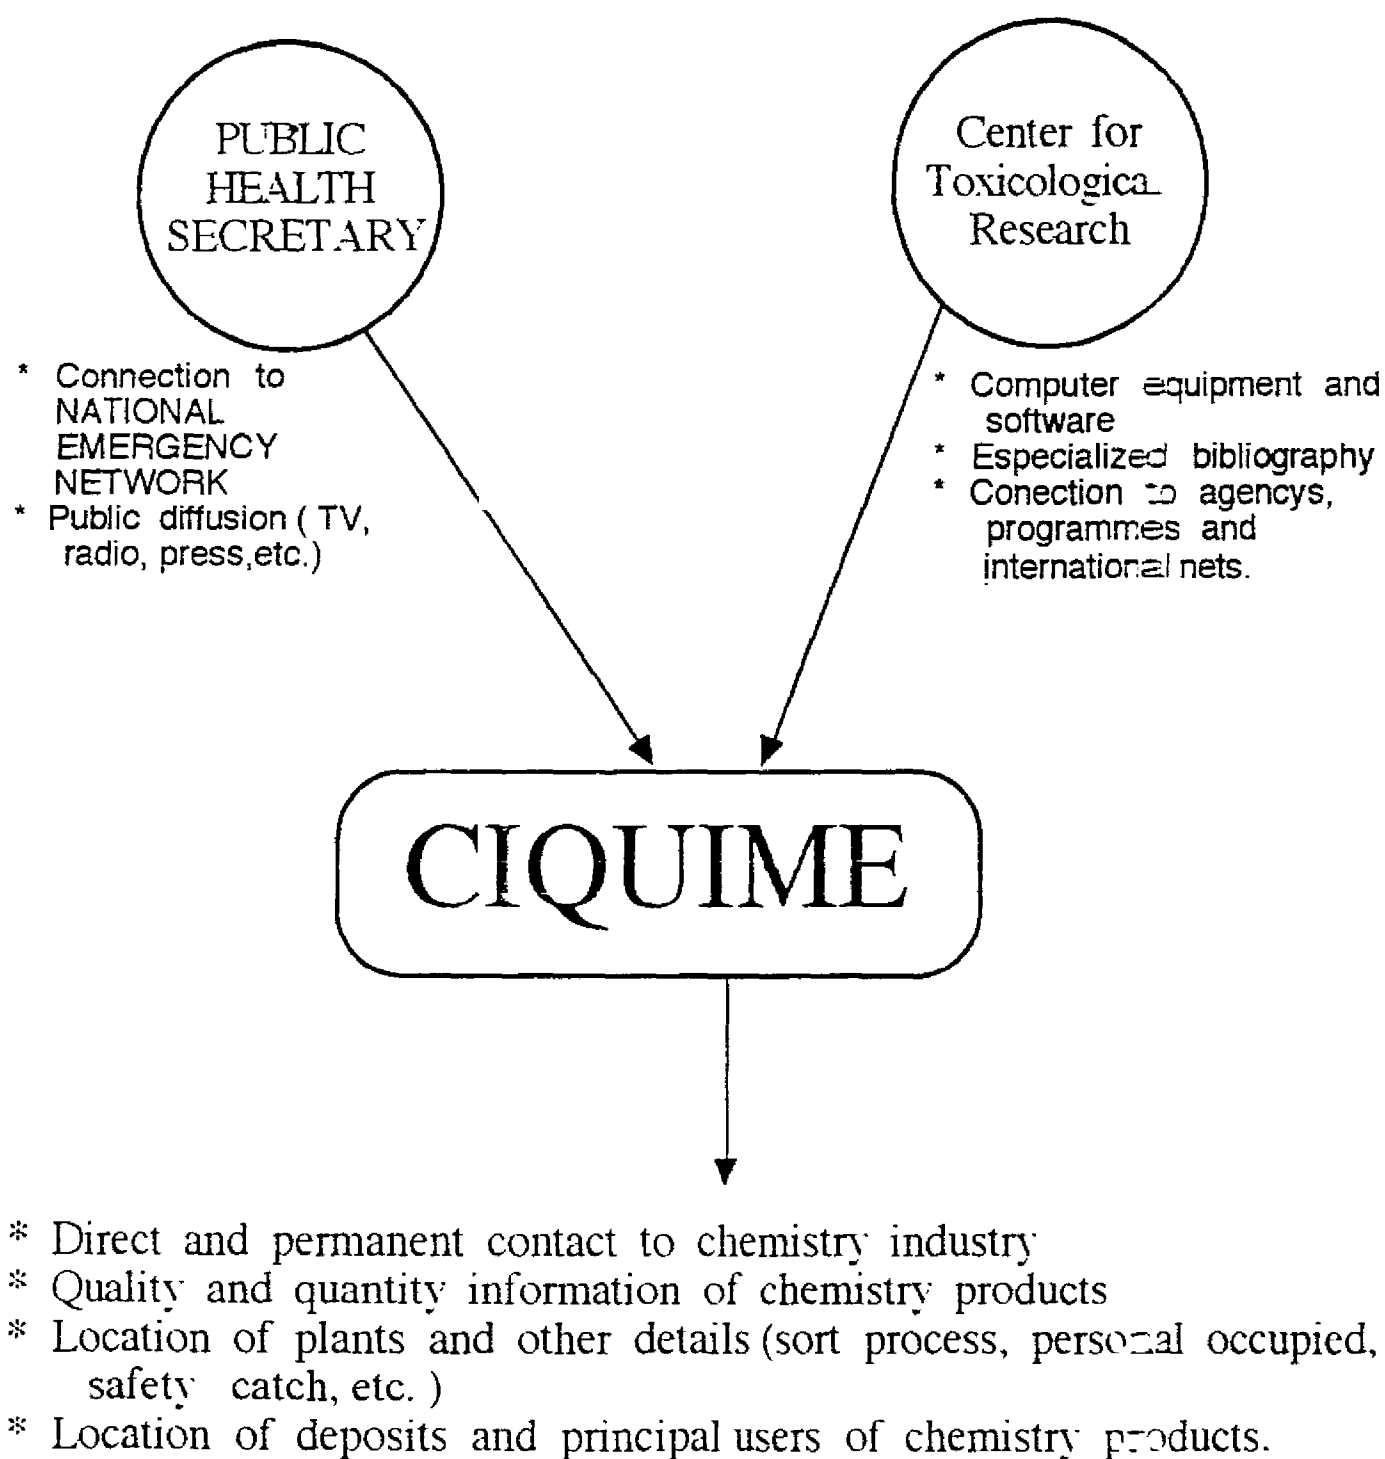 PUBLIC
HEALTH
SECRETARY
Center for
Toxicologica
Research
* Connection to
NATIONAL
EMERGENCY
NETWORK
* Public diffusion ( TV,
radio, press,etc.)
* Computer equipment and
software
* Especialized bibliography
* Conection to agencys,
programmes and
international nets.
CIQUIME
* Direct and permanent contact to chemistry industry
* Quality and quantity information of chemistry products
* Location of plants and other details (sort process, personal occupied,
safety catch, etc. )
* Location of deposits and principal users of chemistry products.